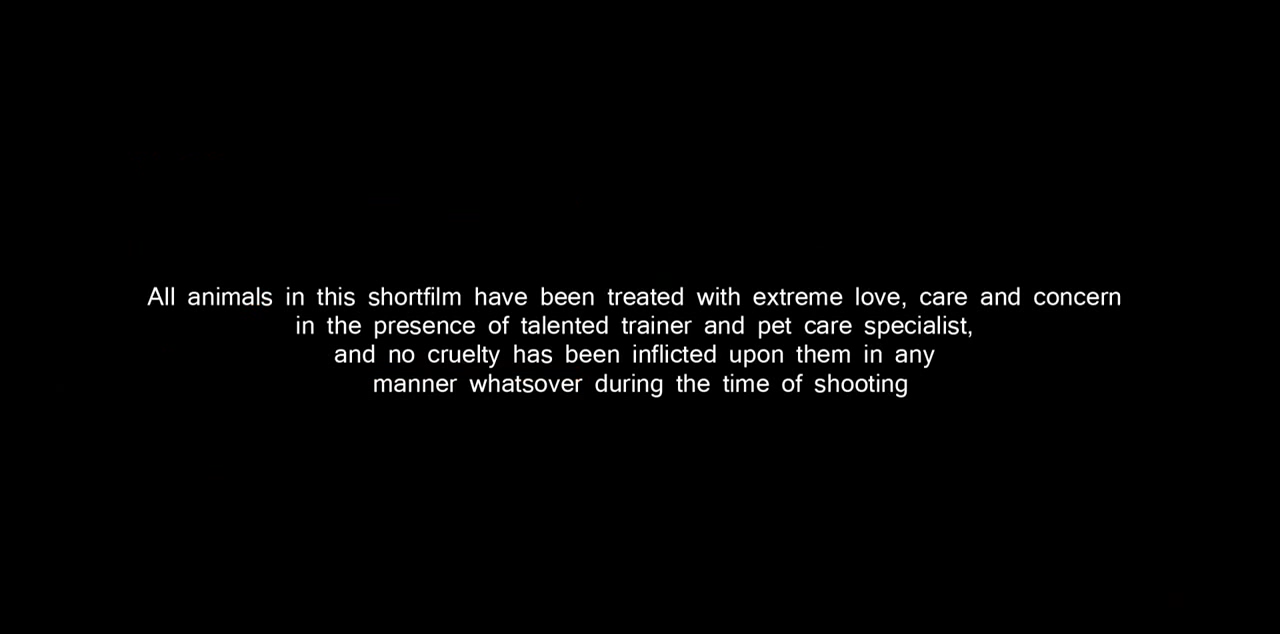 All animals in this shortfilm have been treated with extreme love, care and concern
in the presence of talented trainer and pet care specialist,
and no cruelty has been inflicted upon them in any
manner whatsover during the time of shooting